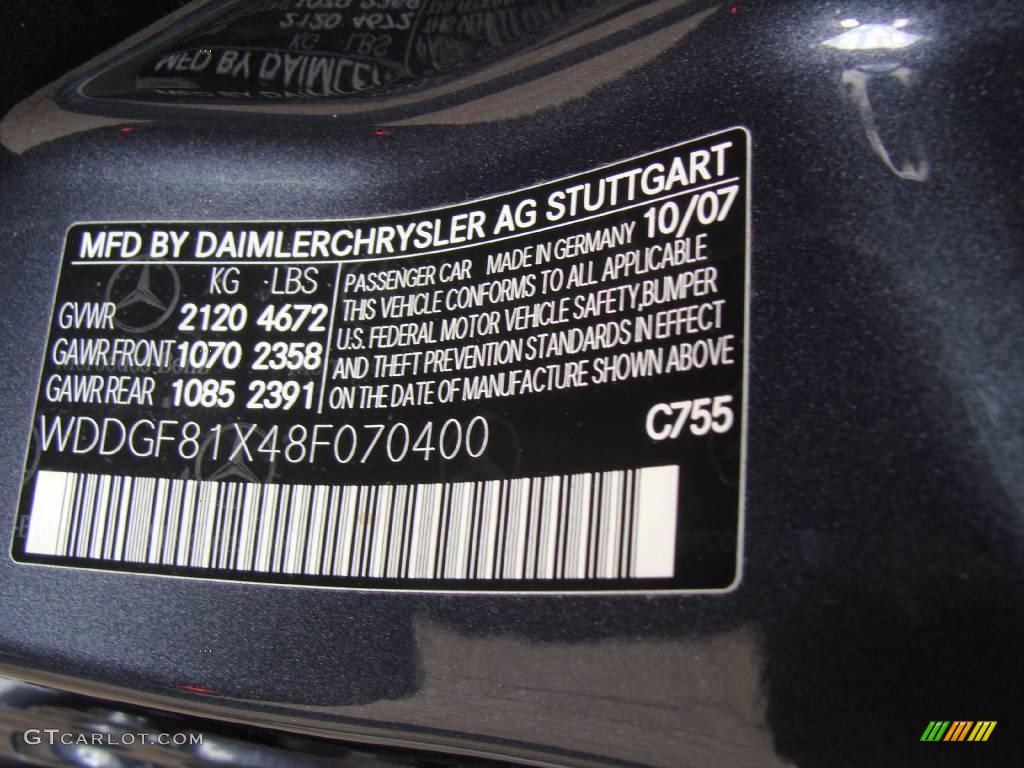 MFD BY DAIMLERCHRYSLER AG STUTTGART
KG LBS
GVWR 2120 4672
GAWR FRONT 1070 2358
GAWR REAR 1085 2391
PASSENGER CAR MADE IN GERMANY 10/07
THIS VEHICLE CONFORMS TO ALL APPLICABLE
U.S. FEDERAL MOTOR VEHICLE SAFETY,BUMPER
AND THEFT PREVENTION STANDARDS IN EFFECT
ON THE DATE OF MANUFACTURE SHOWN ABOVE
WDDGF81X48F070400
C755
GTCARLOT.COM